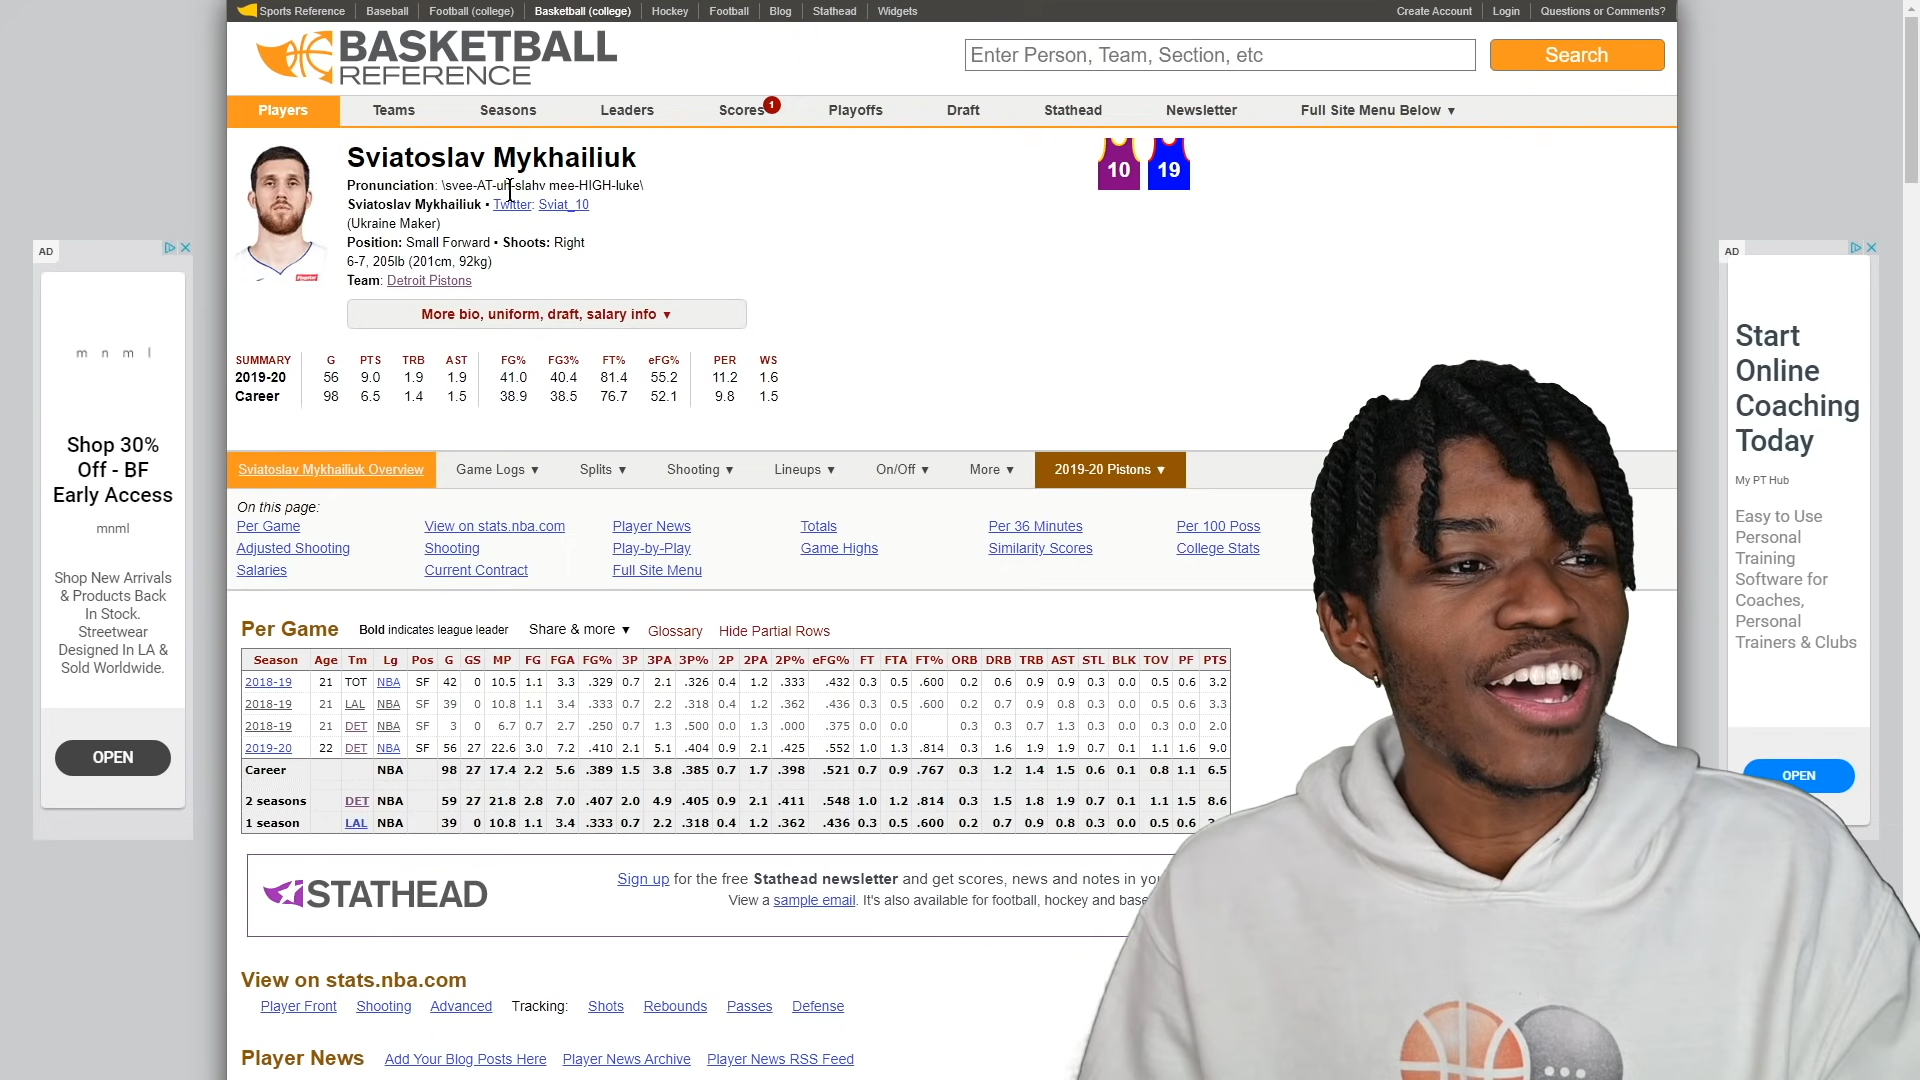 Sports Reference Baseball Football (college) Basketball (college) Hockey Football Blog Stathead Widgets Create Account Login Questions or Comments?
BASKETBALL
REFERENCE
Enter Person, Team, Section, etc Search
Players Teams Seasons Leaders Scores 1 Playoffs Draft Stathead Newsletter Full Site Menu Below ▼
Sviatoslav Mykhailiuk
Pronunciation: \svee-AT-uh-slahv mee-HIGH-luke\
Sviatoslav Mykhailiuk • Twitter: Sviat_10
(Ukraine Maker)
Position: Small Forward • Shoots: Right
6-7, 205lb (201cm, 92kg)
Team: Detroit Pistons
10 19
More bio, uniform, draft, salary info ▼
SUMMARY G PTS TRB AST FG% FG3% FT% eFG% PER WS
2019-20 56 9.0 1.9 1.9 41.0 40.4 81.4 55.2 11.2 1.6
Career 98 6.5 1.4 1.5 38.9 38.5 76.7 52.1 9.8 1.5
Sviatoslav Mykhailiuk Overview Game Logs ▼ Splits ▼ Shooting ▼ Lineups ▼ On/Off ▼ More ▼ 2019-20 Pistons ▼
On this page:
Per Game View on stats.nba.com Player News Totals Per 36 Minutes Per 100 Poss
Adjusted Shooting Shooting Play-by-Play Game Highs Similarity Scores College Stats
Salaries Current Contract Full Site Menu
Per Game Bold indicates league leader Share & more ▼ Glossary Hide Partial Rows
Season Age Tm Lg Pos G GS MP FG FGA FG% 3P 3PA 3P% 2P 2PA 2P% eFG% FT FTA FT% ORB DRB TRB AST STL BLK TOV PF PTS
2018-19 21 TOT NBA SF 42 0 10.5 1.1 3.3 .329 0.7 2.1 .326 0.4 1.2 .333 .432 0.3 0.5 .600 0.2 0.6 0.9 0.9 0.3 0.0 0.5 0.6 3.2
2018-19 21 LAL NBA SF 39 0 10.8 1.1 3.4 .333 0.7 2.2 .318 0.4 1.2 .362 .436 0.3 0.5 .600 0.2 0.7 0.9 0.8 0.3 0.0 0.5 0.6 3.3
2018-19 21 DET NBA SF 3 0 6.7 0.7 2.7 .250 0.7 1.3 .500 0.0 1.3 .000 .375 0.0 0.0 0.3 0.3 0.7 1.3 0.3 0.0 0.3 0.0 2.0
2019-20 22 DET NBA SF 56 27 22.6 3.0 7.2 .410 2.1 5.1 .404 0.9 2.1 .425 .552 1.0 1.3 .814 0.3 1.6 1.9 1.9 0.7 0.1 1.1 1.6 9.0
Career NBA 98 27 17.4 2.2 5.6 .389 1.5 3.8 .385 0.7 1.7 .398 .521 0.7 0.9 .767 0.3 1.2 1.4 1.5 0.6 0.1 0.8 1.1 6.5
2 seasons DET NBA 59 27 21.8 2.8 7.0 .407 2.0 4.9 .405 0.9 2.1 .411 .548 1.0 1.2 .814 0.3 1.5 1.8 1.9 0.7 0.1 1.1 1.5 8.6
1 season LAL NBA 39 0 10.8 1.1 3.4 .333 0.7 2.2 .318 0.4 1.2 .362 .436 0.3 0.5 .600 0.2 0.7 0.9 0.8 0.3 0.0 0.5 0.6
STATHEAD
Sign up for the free Stathead newsletter and get scores, news and notes in
View a sample email. It's also available for football, hockey and
View on stats.nba.com
Player Front Shooting Advanced Tracking: Shots Rebounds Passes Defense
Player News Add Your Blog Posts Here Player News Archive Player News RSS Feed
AD
m n m l
Shop 30%
Off - BF
Early Access
mnml
Shop New Arrivals
& Products Back
In Stock.
Streetwear
Designed In LA &
Sold Worldwide.
OPEN
AD
Start
Online
Coaching
Today
My PT Hub
Easy to Use
Personal
Training
Software for
Coaches,
Personal
Trainers & Clubs
OPEN